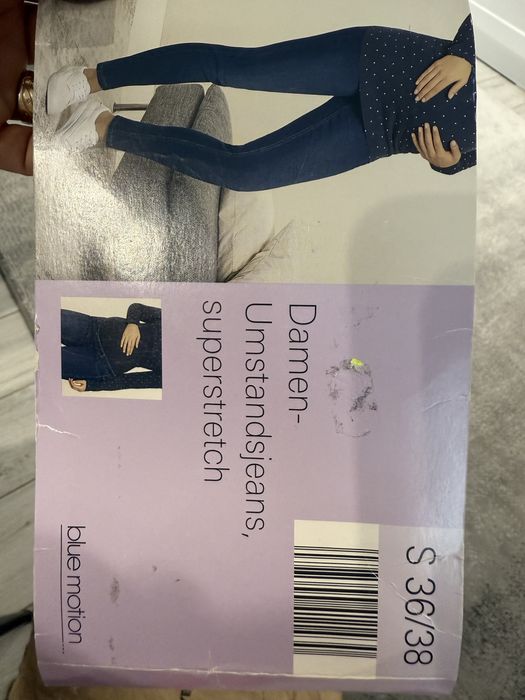 Damen-
Umstandsjeans,
superstretch
S 36/38
blue motion